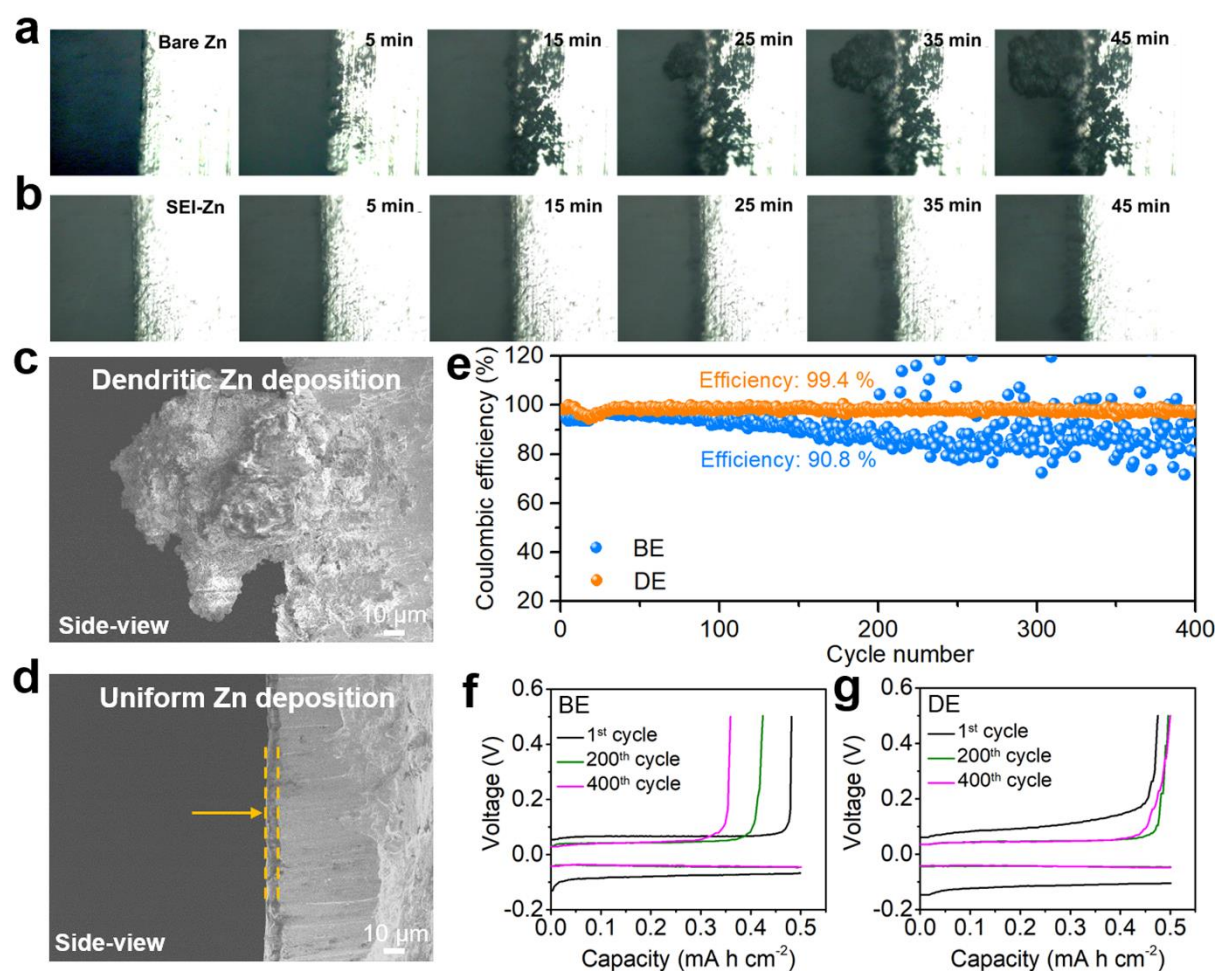 a
Bare Zn
5 min
15 min
25 min
35 min
45 min
b
SEI-Zn
5 min
15 min
25 min
35 min
45 min
c
Dendritic Zn deposition
Side-view
10 μm
d
Uniform Zn deposition
Side-view
10 μm
e
Coulombic efficiency (%)
120
100
80
60
40
20
Efficiency: 99.4 %
Efficiency: 90.8 %
BE
DE
0
100
200
300
400
Cycle number
f
Voltage (V)
0.6
0.4
0.2
0.0
-0.2
BE
1st cycle
200th cycle
400th cycle
0.0
0.1
0.2
0.3
0.4
0.5
Capacity (mA h cm-2)
g
Voltage (V)
0.6
0.4
0.2
0.0
-0.2
DE
1st cycle
200th cycle
400th cycle
0.0
0.1
0.2
0.3
0.4
0.5
Capacity (mA h cm-2)